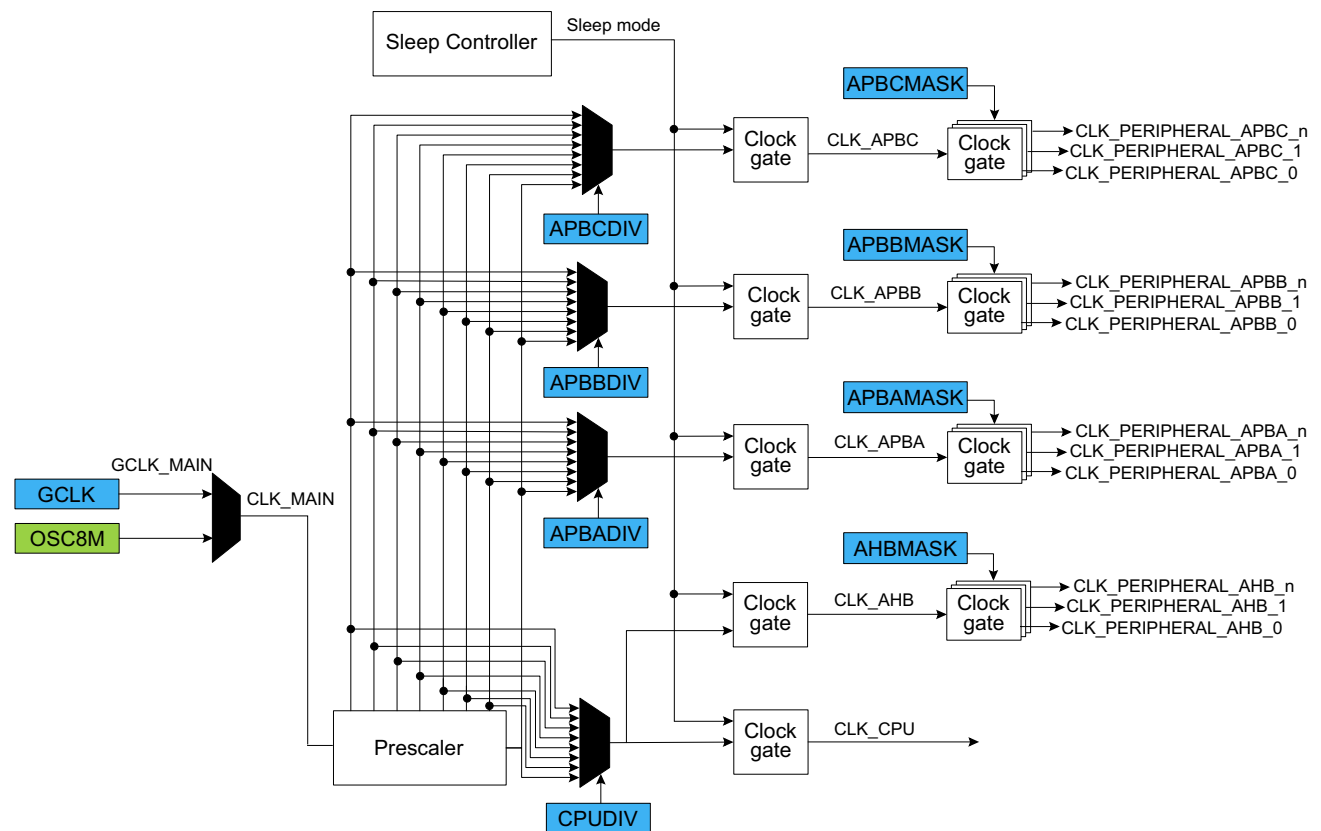 Sleep Controller
Sleep mode
APBCMASK
Clock
gate
CLK_APBC
Clock
gate
CLK_PERIPHERAL_APBC_n
CLK_PERIPHERAL_APBC_1
CLK_PERIPHERAL_APBC_0
APBCDIV
APBBMASK
Clock
gate
CLK_APBB
Clock
gate
CLK_PERIPHERAL_APBB_n
CLK_PERIPHERAL_APBB_1
CLK_PERIPHERAL_APBB_0
APBBDIV
APBAMASK
Clock
gate
CLK_APBA
Clock
gate
CLK_PERIPHERAL_APBA_n
CLK_PERIPHERAL_APBA_1
CLK_PERIPHERAL_APBA_0
GCLK_MAIN
GCLK
CLK_MAIN
OSC8M
APBADIV
AHBMASK
Clock
gate
CLK_AHB
Clock
gate
CLK_PERIPHERAL_AHB_n
CLK_PERIPHERAL_AHB_1
CLK_PERIPHERAL_AHB_0
Prescaler
Clock
gate
CLK_CPU
CPUDIV